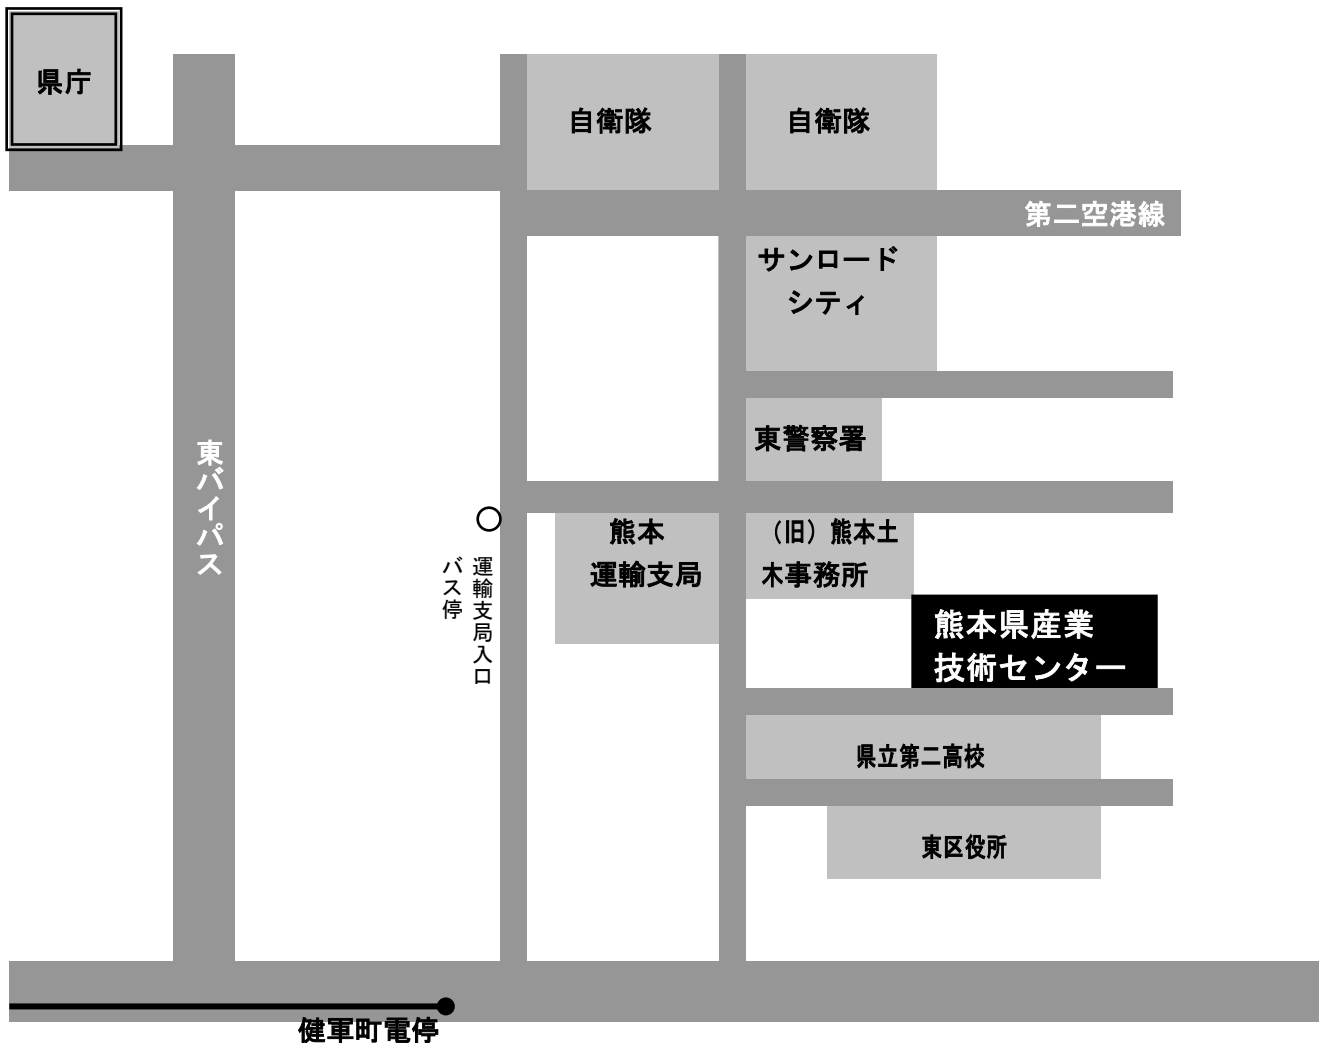 県庁
自衛隊
自衛隊
第二空港線
サンロード
シティ
東警察署
東バイパス
熊本
運輸支局
(旧)熊本土
木事務所
運輸支局入口
バス停
熊本県産業
技術センター
県立第二高校
東区役所
健軍町電停